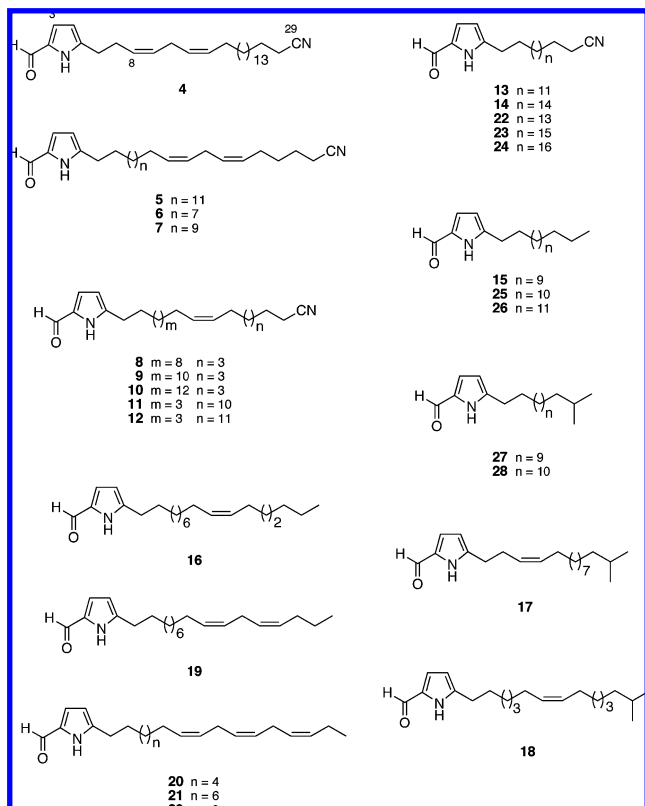 3
H
O
N
H
8
13
29
CN
4
H
O
N
H
n
CN
5 n = 11
6 n = 7
7 n = 9
H
O
N
H
m
n
CN
8 m = 8 n = 3
9 m = 10 n = 3
10 m = 12 n = 3
11 m = 3 n = 10
12 m = 3 n = 11
H
O
N
H
6
2
16
H
O
N
H
6
19
H
O
N
H
n
20 n = 4
21 n = 6
H
O
N
H
n
CN
13 n = 11
14 n = 14
22 n = 13
23 n = 15
24 n = 16
H
O
N
H
n
15 n = 9
25 n = 10
26 n = 11
H
O
N
H
n
27 n = 9
28 n = 10
H
O
N
H
7
17
H
O
N
H
3
3
18